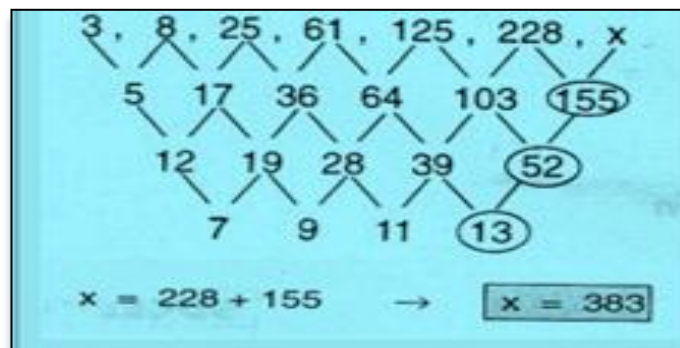 3 , 8 , 25 , 61 , 125 , 228 , x
5 17 36 64 103 155
12 19 28 39 52
7 9 11 13
x = 228 + 155 → x = 383